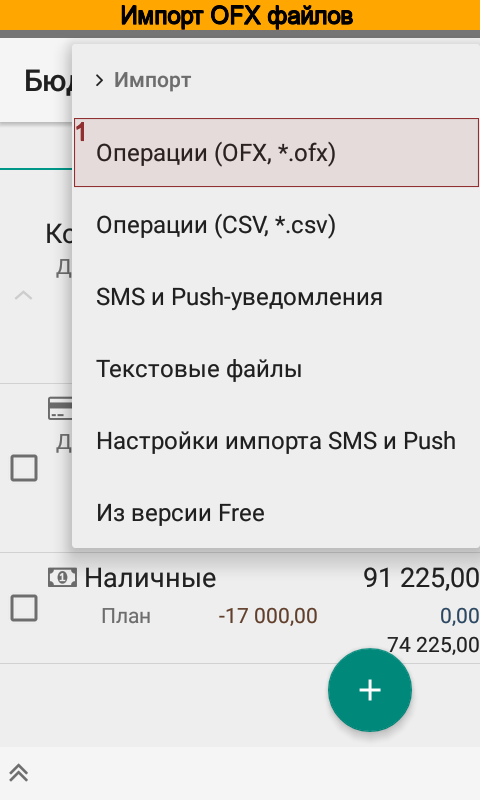 Импорт OFX файлов
Бюд
Импорт
1
Операции (OFX, *.ofx)
Операции (CSV, *.csv)
Ко
Д
SMS и Push-уведомления
Текстовые файлы
Д
Настройки импорта SMS и Push
Из версии Free
Наличные 91 225,00
План -17 000,00 0,00
74 225,00